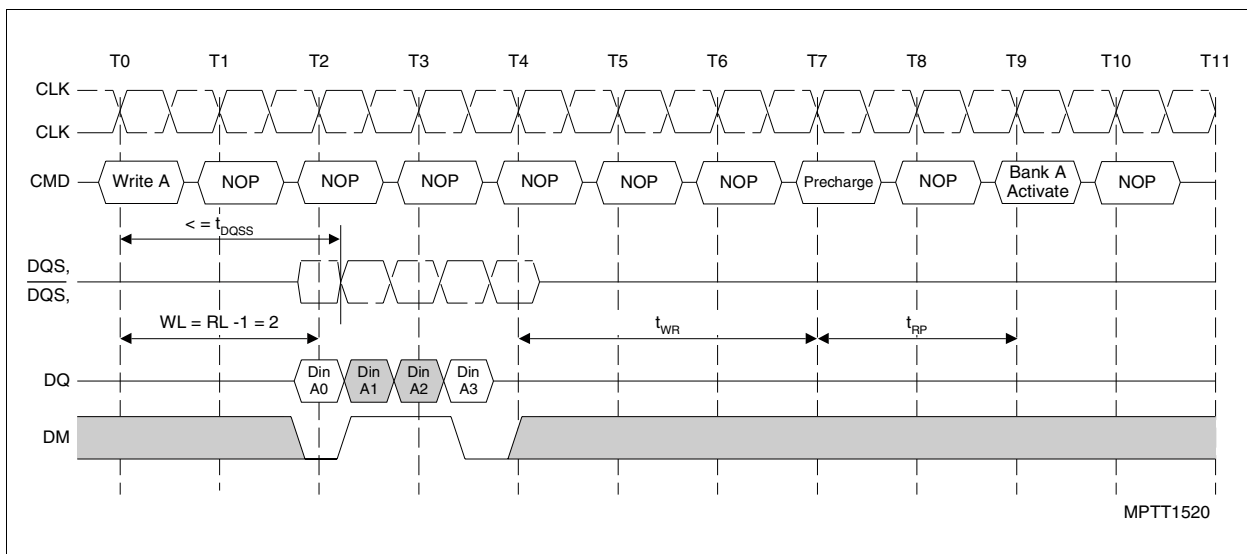 T0 T1 T2 T3 T4 T5 T6 T7 T8 T9 T10 T11
CLK
CLK
CMD Write A NOP NOP NOP NOP NOP NOP Precharge NOP Bank A Activate NOP
< = tDQSS
DQS,
DQS,
WL = RL -1 = 2 tWR tRP
DQ Din A0 Din A1 Din A2 Din A3
DM
MPTT1520